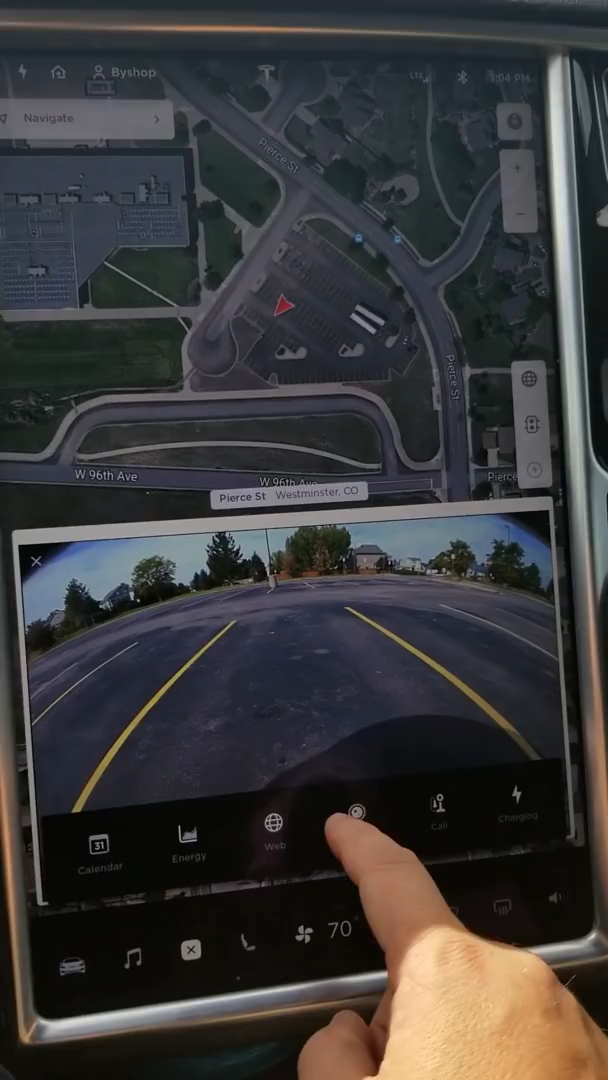 Byshop
LTE
1:04 PM
Navigate
Pierce St
Pierce St
W 96th Ave
W 96th Ave
Pierce
Pierce St Westminster, CO
31
Calendar
Energy
Web
Call
Charging
70